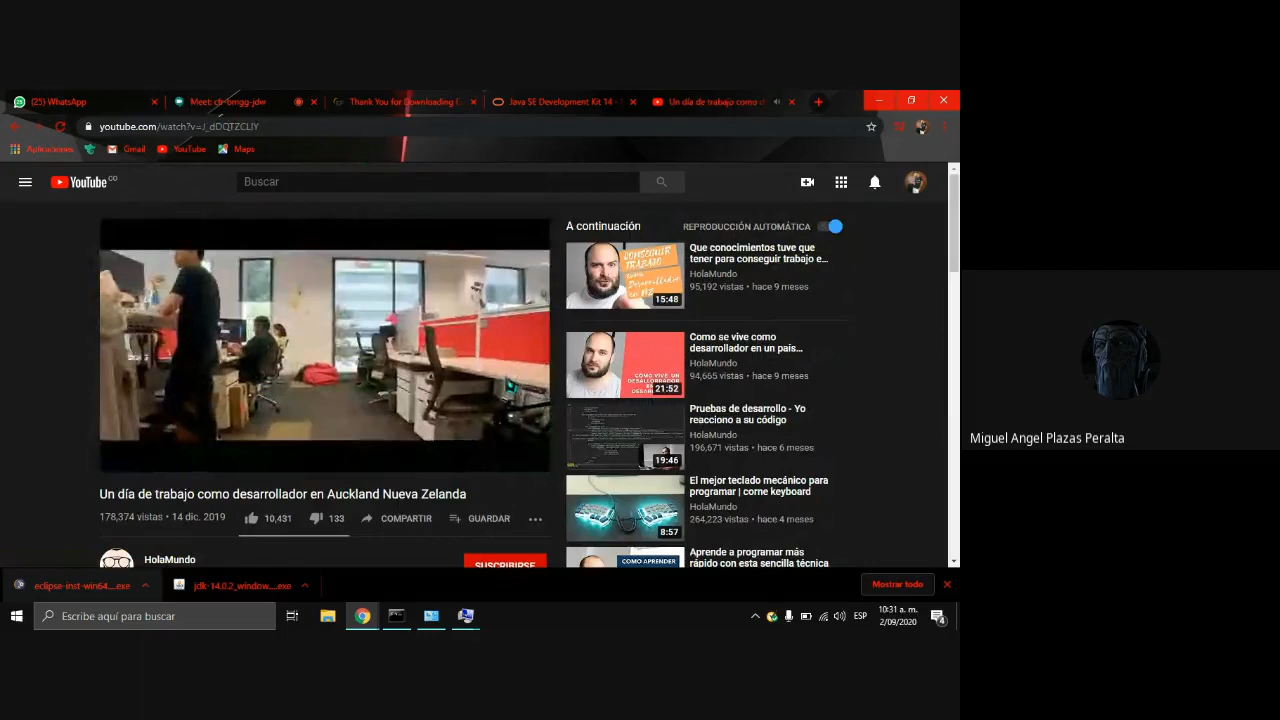 (25) WhatsApp
Meet: cfr-bmgg-jdw
Thank You for Downloading E
Java SE Development Kit 14 -
Un día de trabajo como d
youtube.com/watch?v=J_dDQTZCLlY
Aplicaciones
Gmail
YouTube
Maps
YouTube CO
Buscar
A continuación
REPRODUCCIÓN AUTOMÁTICA
CONSEGUIR TRABAJO
15:48
Que conocimientos tuve que
tener para conseguir trabajo e...
HolaMundo
95,192 vistas • hace 9 meses
21:52
Como se vive como
desarrollador en un pais...
HolaMundo
94,665 vistas • hace 9 meses
19:46
Pruebas de desarrollo - Yo
reacciono a su código
HolaMundo
196,671 vistas • hace 6 meses
8:57
El mejor teclado mecánico para
programar | corne keyboard
HolaMundo
264,223 vistas • hace 4 meses
COMO APRENDER
Aprende a programar más
rápido con esta sencilla técnica
Un día de trabajo como desarrollador en Auckland Nueva Zelanda
178,374 vistas • 14 dic. 2019
10,431
133
COMPARTIR
GUARDAR
HolaMundo
SUSCRIBIRSE
eclipse-inst-win64....exe
jdk-14.0.2_window....exe
Mostrar todo
Escribe aquí para buscar
ESP
10:31 a. m.
2/09/2020
4
Miguel Angel Plazas Peralta